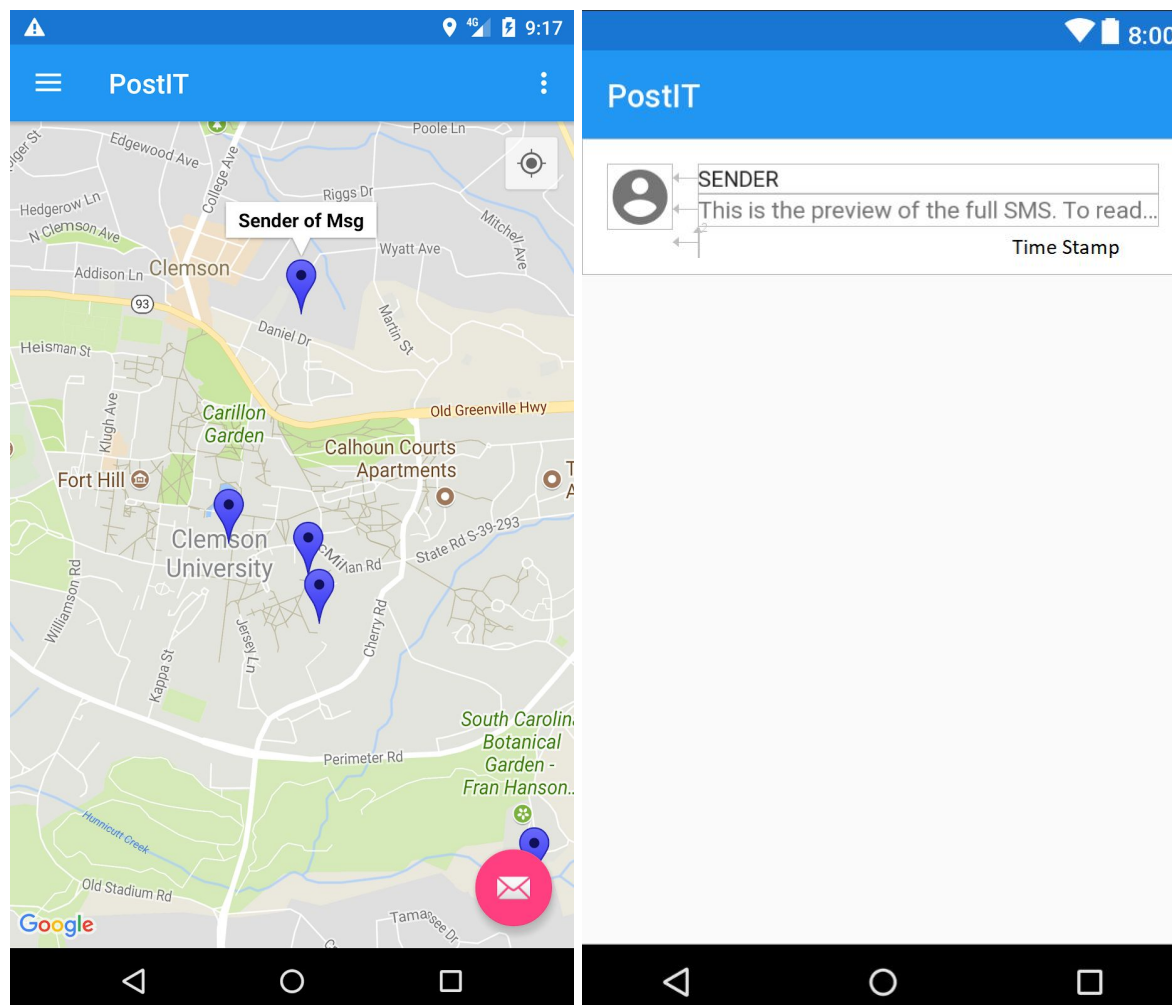 4G 9:17
PostIT
Poole Ln
Edgewood Ave
College Ave
Riggs Dr
Hedgerow Ln
Sender of Msg
Mitchell Ave
N Clemson Ave
Wyatt Ave
Addison Ln
Clemson
93
Daniel Dr
Martin St
Heisman St
Klugh Ave
Carillon
Garden
Old Greenville Hwy
Calhoun Courts
Apartments
Fort Hill
Clemson
University
State Rd S-39-293
Williamson Rd
Jersey Ln
Cherry Rd
Kappa St
South Carolin
Botanical
Garden -
Fran Hanson...
Perimeter Rd
Hunnicutt Creek
Old Stadium Rd
Google
Tamassee Dr
8:00
PostIT
SENDER
This is the preview of the full SMS. To read...
Time Stamp